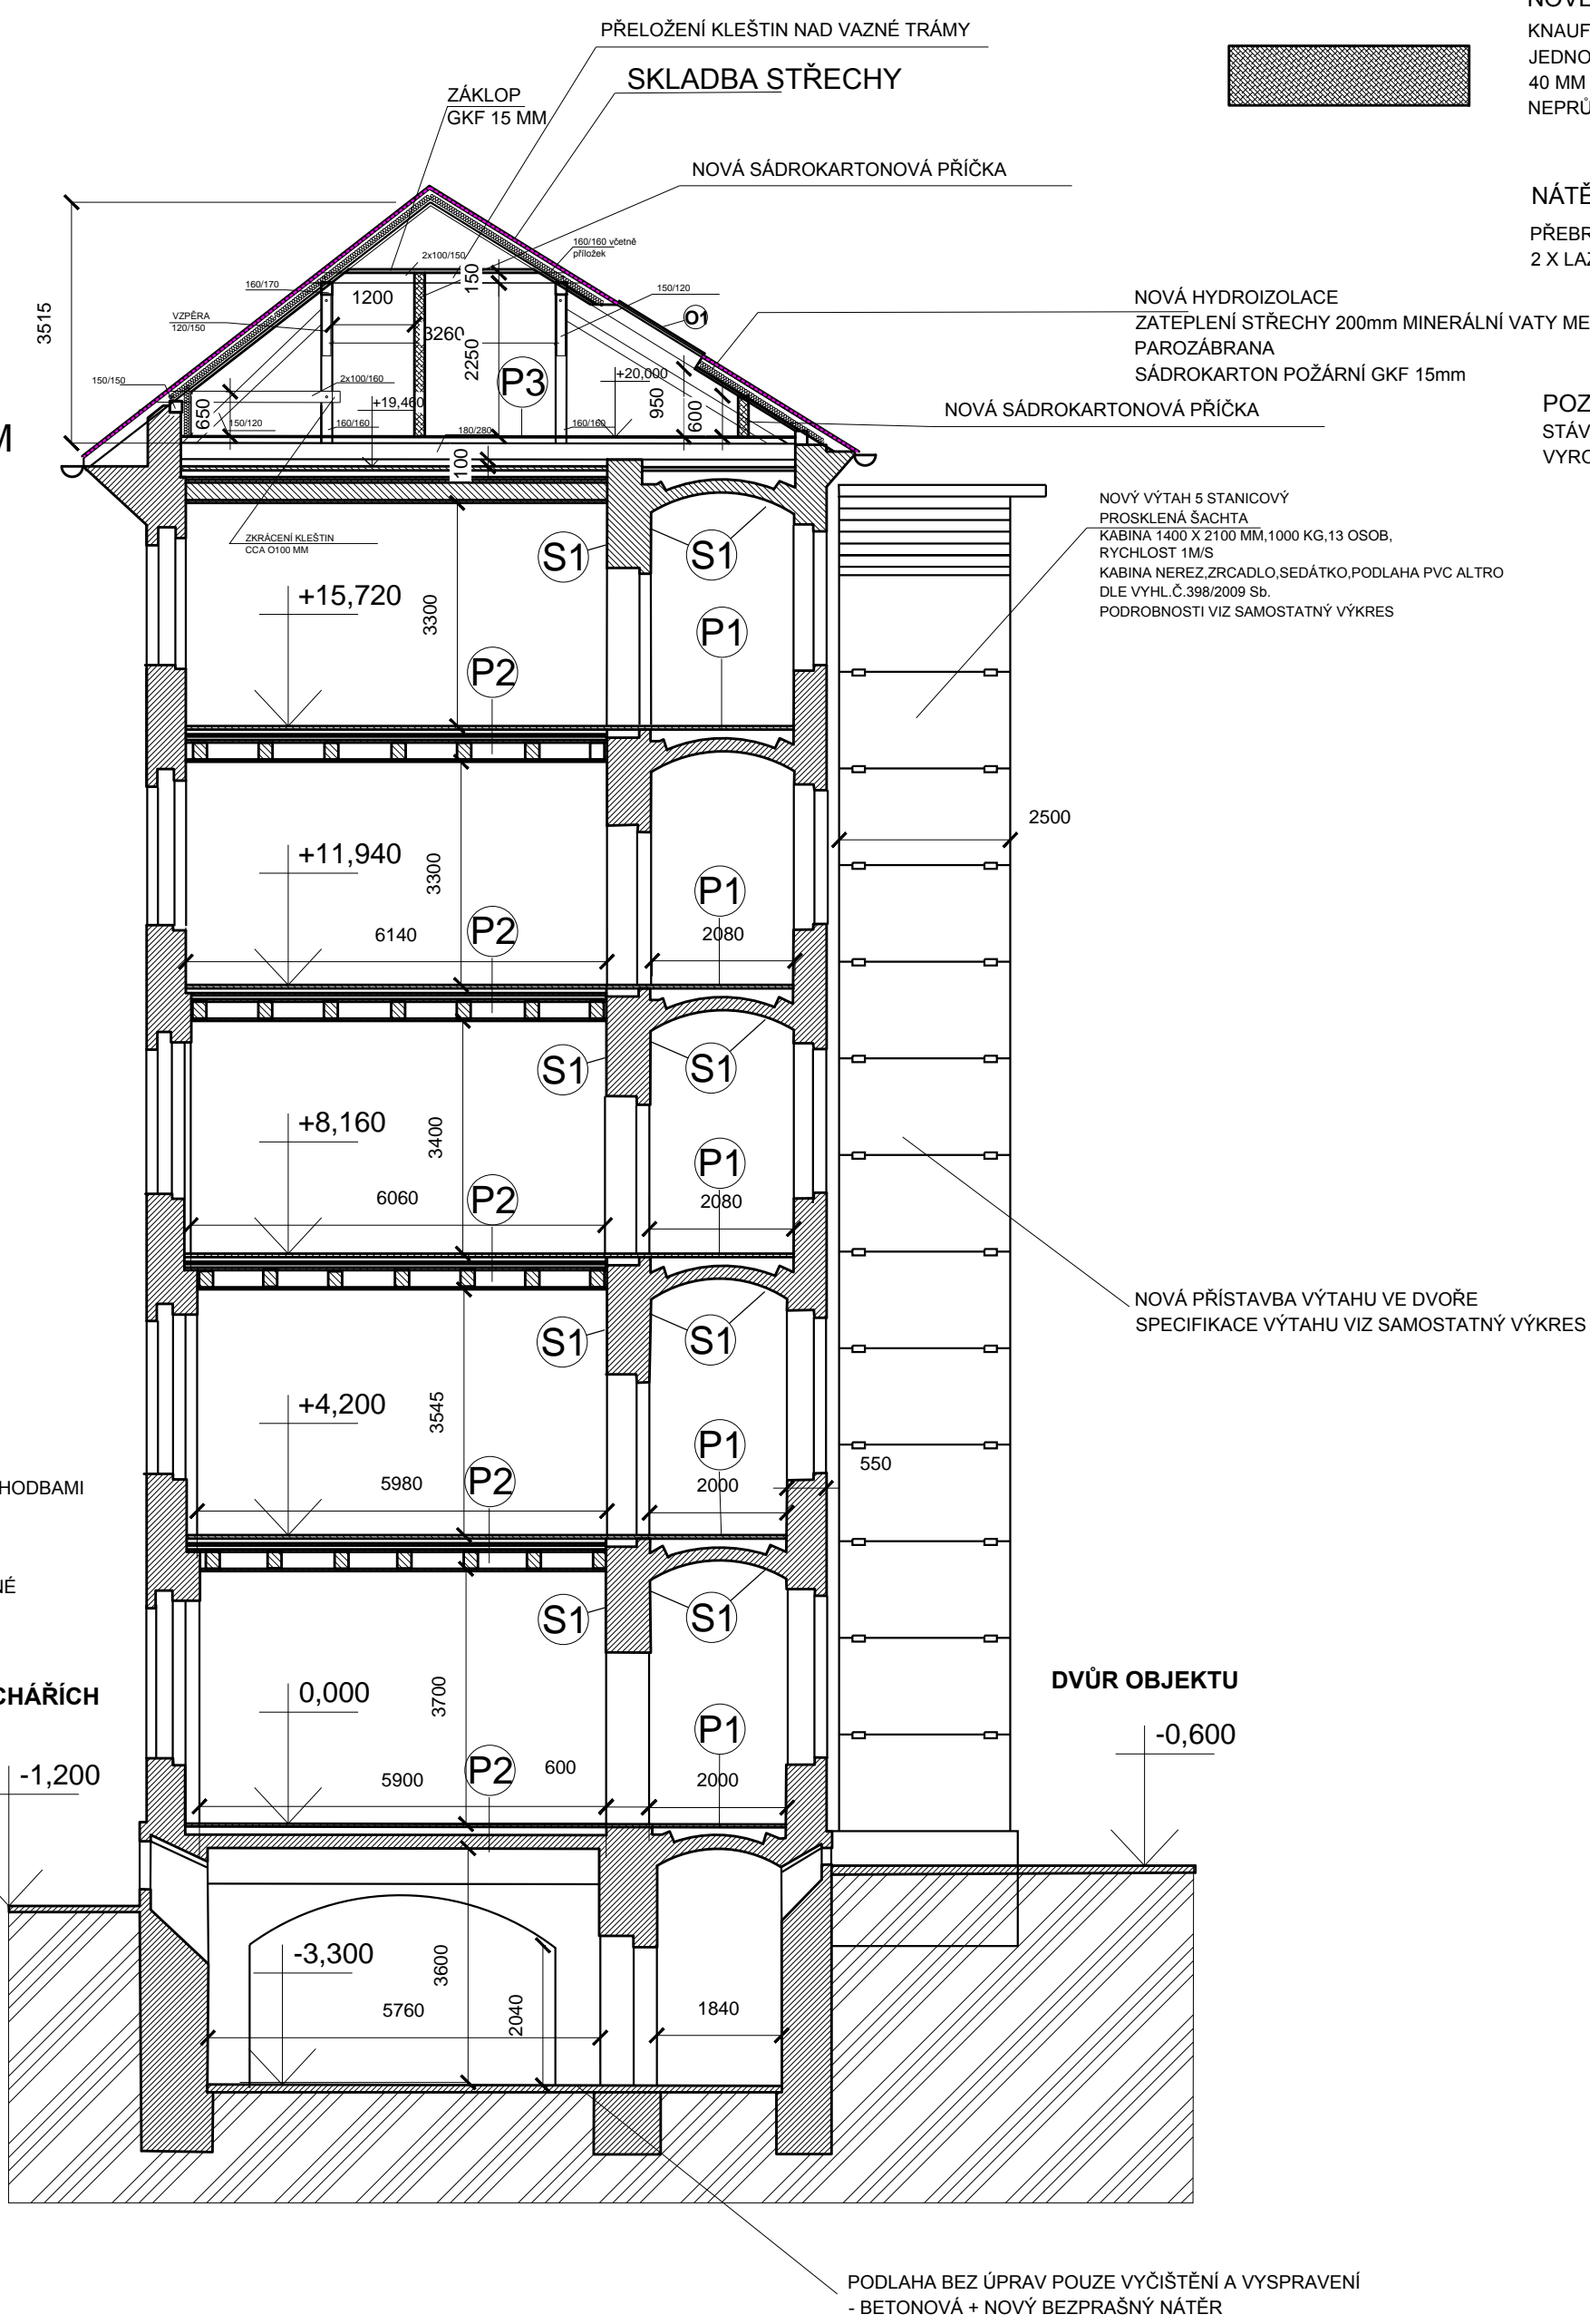 PŘELOŽENÍ KLEŠTIN NAD VAZNÉ TRÁMY
SKLADBA STŘECHY
ZÁKLOP
GKF 15 MM
NOVÁ SÁDROKARTONOVÁ PŘÍČKA
KNAUF
JEDNO
40 MM
NEPRŮ
NÁTĚ
PŘEBR
2 X LAZ
3515
160/160 včetně
příložek
2x100/150
150
160/170
1200
150/120
O1
VZPĚRA
120/150
3260
2250
P3
150/150
2x100/160
+19,460
+20,000
650
950
600
150/120
160/160
180/280
160/160
100
NOVÁ HYDROIZOLACE
ZATEPLENÍ STŘECHY 200mm MINERÁLNÍ VATY ME
PAROZÁBRANA
SÁDROKARTON POŽÁRNÍ GKF 15mm
NOVÁ SÁDROKARTONOVÁ PŘÍČKA
POZ
STÁV
VYRO
M
ZKRÁCENÍ KLEŠTIN
CCA O100 MM
NOVÝ VÝTAH 5 STANICOVÝ
PROSKLENÁ ŠACHTA
KABINA 1400 X 2100 MM,1000 KG,13 OSOB,
RYCHLOST 1M/S
KABINA NEREZ,ZRCADLO,SEDÁTKO,PODLAHA PVC ALTRO
DLE VYHL.Č.398/2009 Sb.
PODROBNOSTI VIZ SAMOSTATNÝ VÝKRES
S1
S1
+15,720
3300
P1
P2
2500
+11,940
3300
P1
6140
P2
2080
S1
S1
+8,160
3400
P1
6060
P2
2080
NOVÁ PŘÍSTAVBA VÝTAHU VE DVOŘE
SPECIFIKACE VÝTAHU VIZ SAMOSTATNÝ VÝKRES
S1
S1
+4,200
3545
P1
5980
P2
2000
550
HODBAMI
NÉ
S1
S1
CHÁŘÍCH
0,000
3700
P1
DVŮR OBJEKTU
-0,600
-1,200
5900
P2
600
2000
-3,300
3600
5760
2040
1840
PODLAHA BEZ ÚPRAV POUZE VYČIŠTĚNÍ A VYSPRAVENÍ
- BETONOVÁ + NOVÝ BEZPRAŠNÝ NÁTĚR